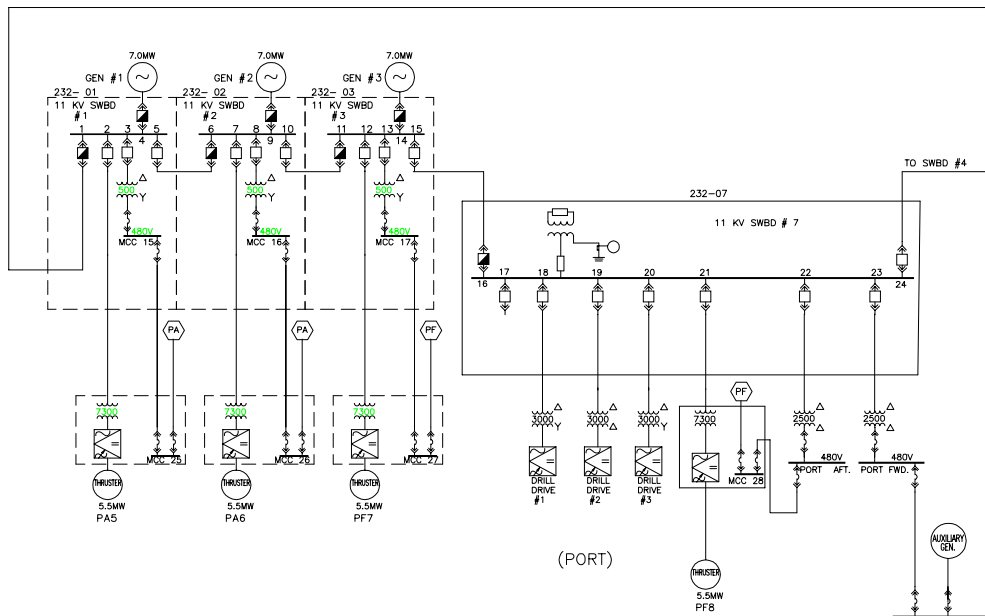 7.0MW 7.0MW 7.0MW
GEN #1 GEN #2 GEN #3
232- 01 232- 02 232- 03
11 KV SWBD 11 KV SWBD 11 KV SWBD
#1 #2 #3
1 2 3 4 5
6 7 8 9 10
11 12 13 14 15
TO SWBD #4
232-07
11 KV SWBD # 7
500 500 500
480V 480V 480V
MCC 15 MCC 16 MCC 17
16 17 18 19 20 21 22 23 24
PA PA PF
PF
7300 7300 7300
MCC 25 MCC 26 MCC 27
THRUSTER THRUSTER THRUSTER
5.5MW 5.5MW 5.5MW
PA5 PA6 PF7
3000 3000 3000 7300 2500 2500
Y Y Y Y Y
480V 480V
PORT AFT. PORT FWD.
MCC 28
DRILL DRILL DRILL
DRIVE DRIVE DRIVE
#1 #2 #3
(PORT)
AUXILIARY
GEN.
THRUSTER
5.5MW
PF8